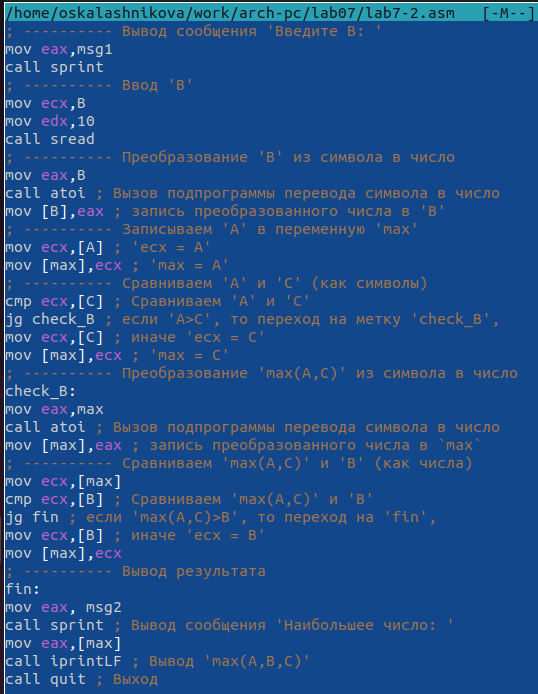 /home/oskalashnikova/work/arch-pc/lab07/lab7-2.asm [-M--]
; ---------- Вывод сообщения 'Введите B: '
mov eax,msg1
call sprint
; ---------- Ввод 'B'
mov ecx,B
mov edx,10
call sread
; ---------- Преобразование 'B' из символа в число
mov eax,B
call atoi ; Вызов подпрограммы перевода символа в число
mov [B],eax ; запись преобразованного числа в 'B'
; ---------- Записываем 'A' в переменную 'max'
mov ecx,[A] ; 'ecx = A'
mov [max],ecx ; 'max = A'
; ---------- Сравниваем 'A' и 'C' (как символы)
cmp ecx,[C] ; Сравниваем 'A' и 'C'
jg check_B ; если 'A>C', то переход на метку 'check_B',
mov ecx,[C] ; иначе 'ecx = C'
mov [max],ecx ; 'max = C'
; ---------- Преобразование 'max(A,C)' из символа в число
check_B:
mov eax,max
call atoi ; Вызов подпрограммы перевода символа в число
mov [max],eax ; запись преобразованного числа в `max`
; ---------- Сравниваем 'max(A,C)' и 'B' (как числа)
mov ecx,[max]
cmp ecx,[B] ; Сравниваем 'max(A,C)' и 'B'
jg fin ; если 'max(A,C)>B', то переход на 'fin',
mov ecx,[B] ; иначе 'ecx = B'
mov [max],ecx
; ---------- Вывод результата
fin:
mov eax, msg2
call sprint ; Вывод сообщения 'Наибольшее число: '
mov eax,[max]
call iprintLF ; Вывод 'max(A,B,C)'
call quit ; Выход